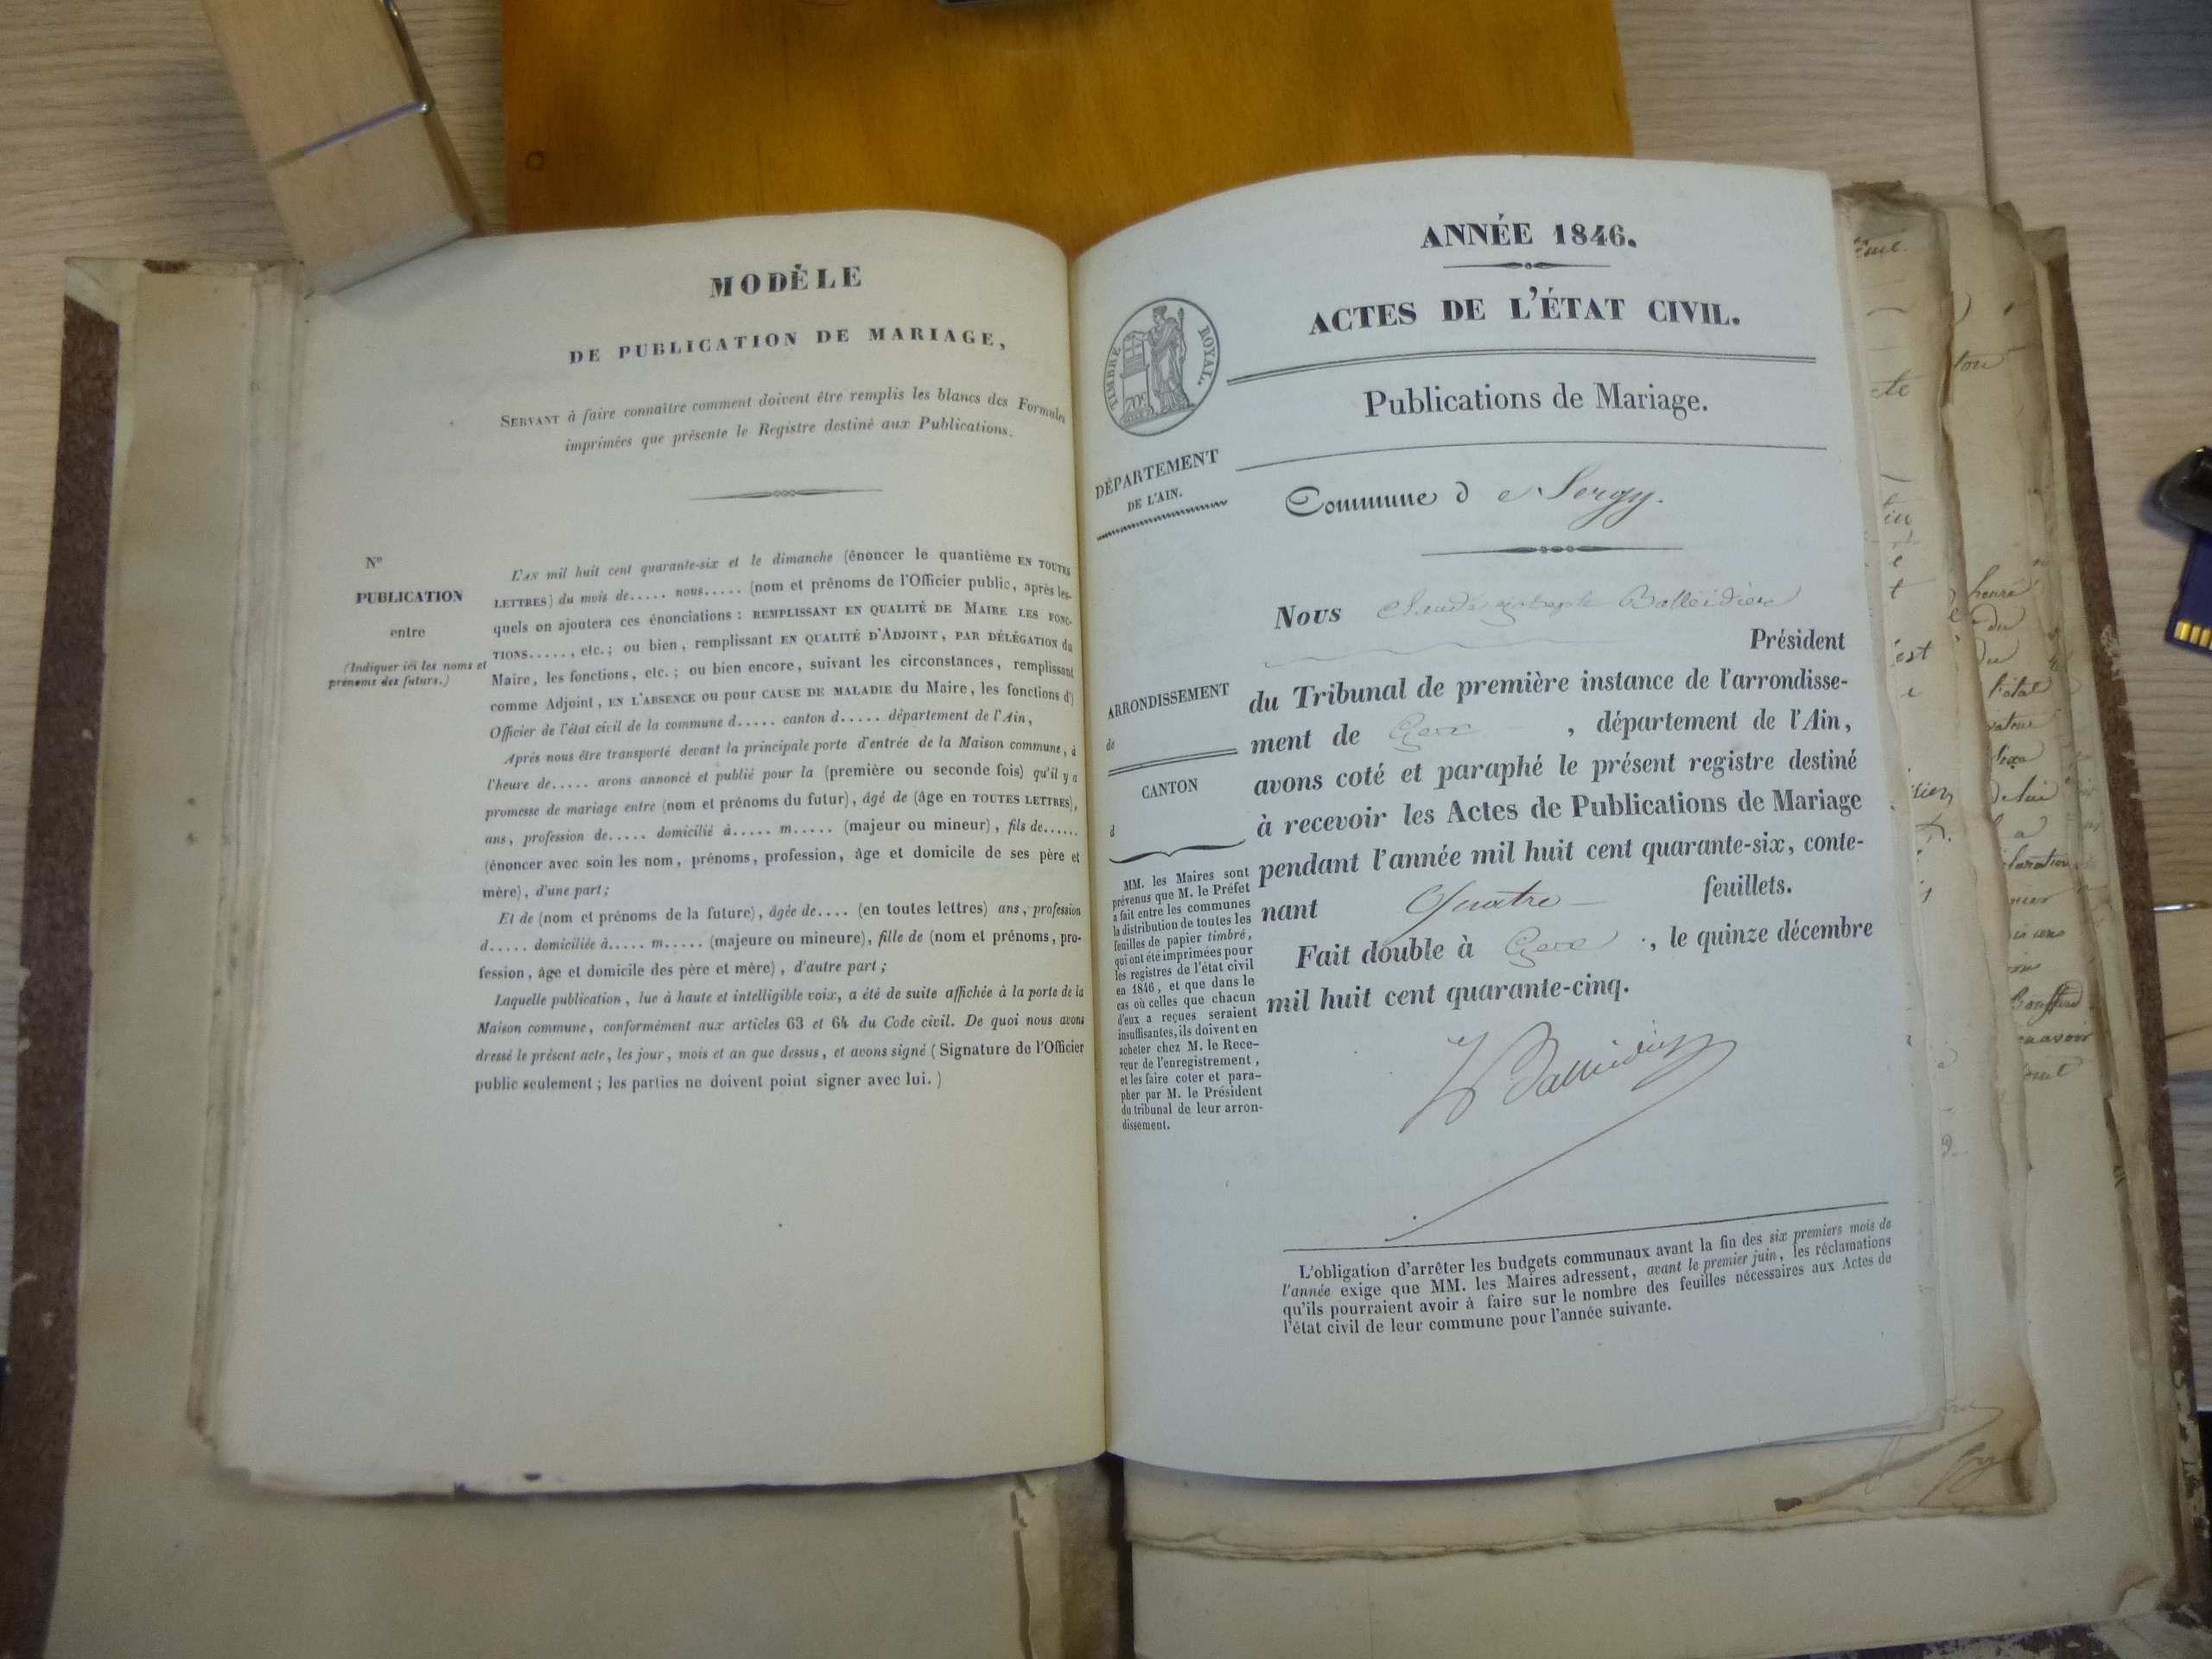 MODÈLE
DE PUBLICATION DE MARIAGE,
SERVANT à faire connaître comment doivent être remplis les blancs des Formules
imprimées que présente le Registre destiné aux Publications.
N°
PUBLICATION
entre
(Indiquer ici les noms et
prénoms des futurs.)
L'AN mil huit cent quarante-six et le dimanche (énoncer le quantième EN TOUTES
LETTRES) du mois de..... nous..... (nom et prénoms de l'Officier public, après les-
quels on ajoutera ces énonciations : REMPLISSANT EN QUALITÉ DE MAIRE LES FONC-
TIONS....., etc.; ou bien, remplissant EN QUALITÉ D'ADJOINT, PAR DÉLÉGATION du
Maire, les fonctions, etc.; ou bien encore, suivant les circonstances, remplissant
comme Adjoint, EN L'ABSENCE ou pour CAUSE DE MALADIE du Maire, les fonctions d')
Officier de l'état civil de la commune d..... canton d..... département de l'Ain,
Après nous être transporté devant la principale porte d'entrée de la Maison commune, à
l'heure de..... avons annoncé et publié pour la (première ou seconde fois) qu'il y a
promesse de mariage entre (nom et prénoms du futur), âgé de (âge en TOUTES LETTRES),
ans, profession de..... domicilié à..... m..... (majeur ou mineur), fils de......
(énoncer avec soin les nom, prénoms, profession, âge et domicile de ses père et
mère), d'une part;
Et de (nom et prénoms de la future), âgée de.... (en toutes lettres) ans, profession
d..... domiciliée à..... m..... (majeure ou mineure), fille de (nom et prénoms, pro-
fession, âge et domicile des père et mère), d'autre part;
Laquelle publication, lue à haute et intelligible voix, a été de suite affichée à la porte de la
Maison commune, conformément aux articles 63 et 64 du Code civil. De quoi nous avons
dressé le présent acte, les jour, mois et an que dessus, et avons signé (Signature de l'Officier
public seulement; les parties ne doivent point signer avec lui.)
ANNÉE 1846.
ACTES DE L'ÉTAT CIVIL.
TIMBRE ROYAL.
Publications de Mariage.
DÉPARTEMENT
DE L'AIN.
Commune de Sergy.
Nous Balleidier
Président
ARRONDISSEMENT
de
CANTON
d
du Tribunal de première instance de l'arrondisse-
ment de Gex, département de l'Ain,
avons coté et paraphé le présent registre destiné
à recevoir les Actes de Publications de Mariage
pendant l'année mil huit cent quarante-six, conte-
nant Quatre feuillets.
Fait double à Gex, le quinze décembre
mil huit cent quarante-cinq.
MM. les Maires sont
prévenus que M. le Préfet
a fait entre les communes
la distribution de toutes les
feuilles de papier timbré,
qui ont été imprimées pour
les registres de l'état civil
en 1846, et que dans le
cas où celles que chacun
d'eux a reçues seraient
insuffisantes, ils doivent en
acheter chez M. le Rece-
veur de l'enregistrement,
et les faire coter et para-
pher par M. le Président
du tribunal de leur arron-
dissement.
Balleidier
L'obligation d'arrêter les budgets communaux avant la fin des six premiers mois de
l'année exige que MM. les Maires adressent, avant le premier juin, les réclamations
qu'ils pourraient avoir à faire sur le nombre des feuilles nécessaires aux Actes de
l'état civil de leur commune pour l'année suivante.